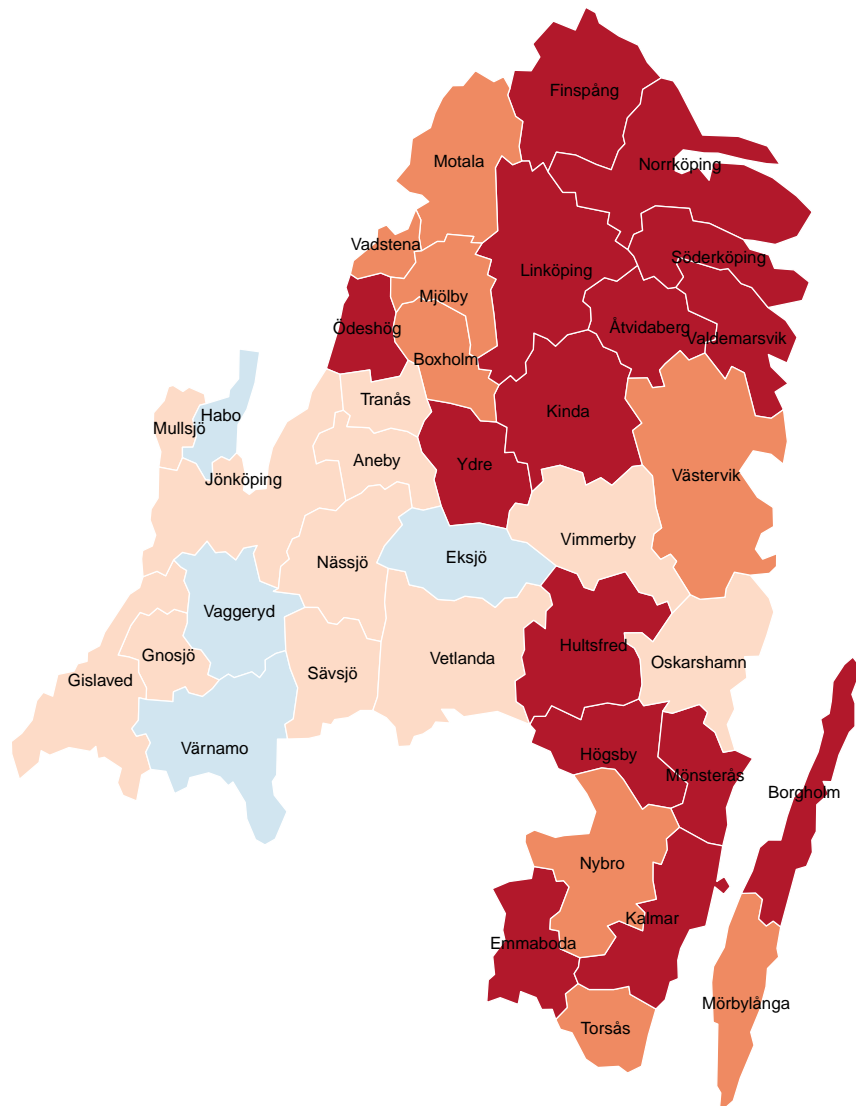 Finspång
Motala
Norrköping
Vadstena
Söderköping
Linköping
Mjölby
Ödeshög
Åtvidaberg
Valdemarsvik
Boxholm
Tranås
Kinda
Habo
Mullsjö
Aneby
Ydre
Västervik
Jönköping
Vimmerby
Nässjö
Eksjö
Vaggeryd
Hultsfred
Gnosjö
Vetlanda
Oskarshamn
Sävsjö
Gislaved
Värnamo
Högsby
Mönsterås
Borgholm
Nybro
Kalmar
Emmaboda
Mörbylånga
Torsås